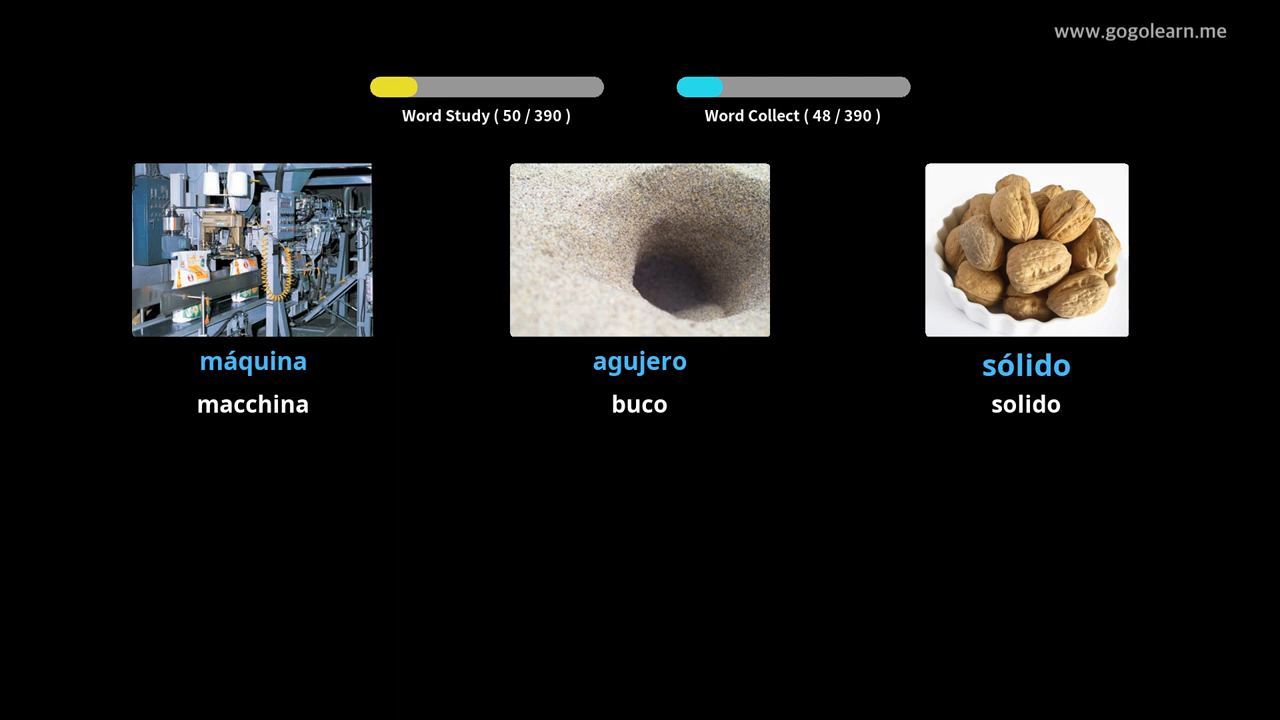 www.gogolearn.me
Word Study ( 50 / 390 )
Word Collect ( 48 / 390 )
máquina
macchina
agujero
buco
sólido
solido